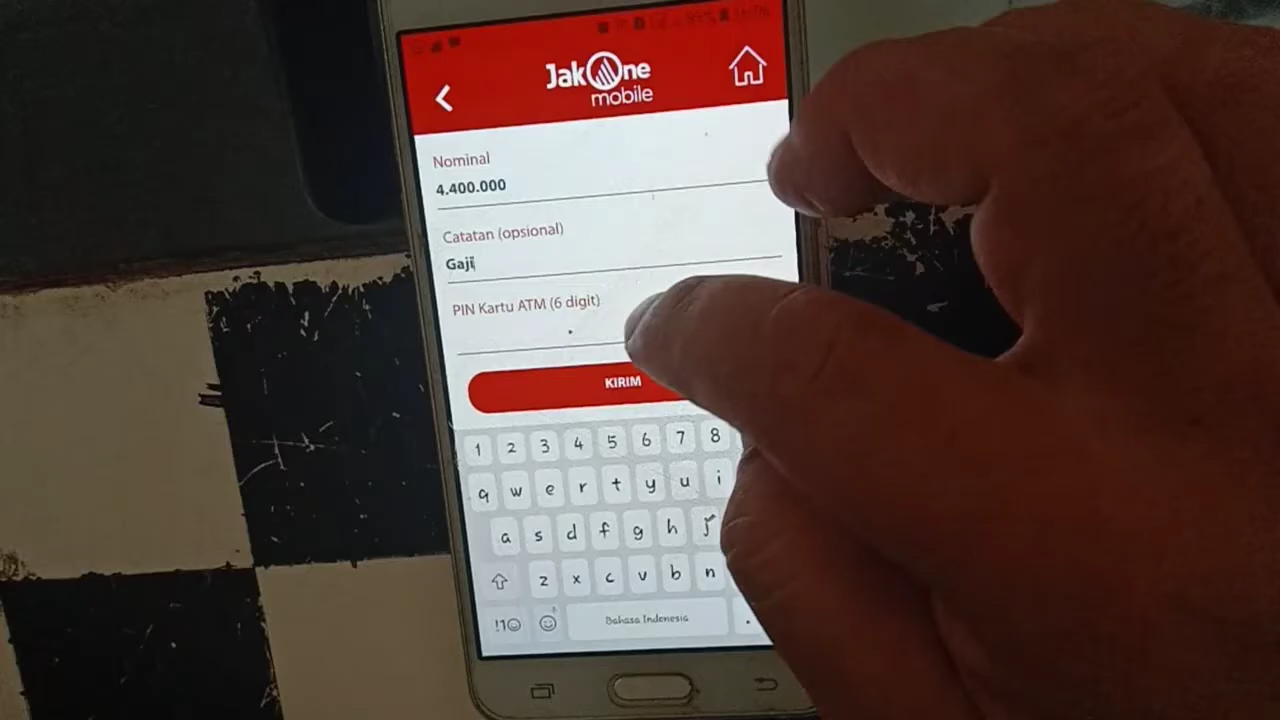 JakOne
mobile
Nominal
4.400.000
Catatan (opsional)
Gaji
PIN Kartu ATM (6 digit)
KIRIM
1 2 3 4 5 6 7 8
q w e r t y u i
a s d f g h j
z x c v b n
!1☺ Bahasa Indonesia .